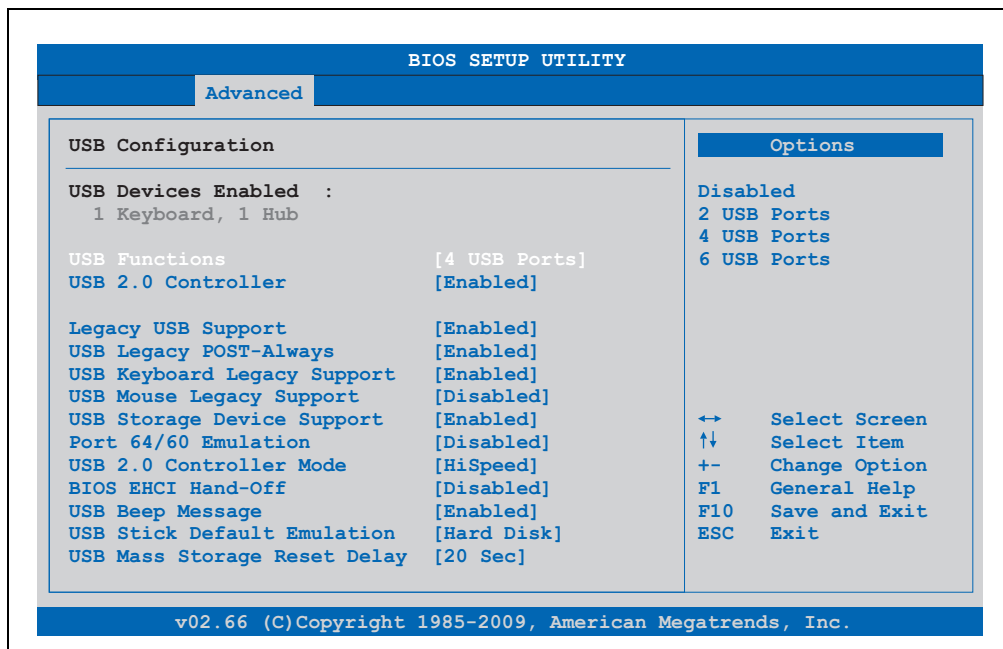 BIOS SETUP UTILITY
Advanced
USB Configuration
USB Devices Enabled :
1 Keyboard, 1 Hub
USB Functions [4 USB Ports]
USB 2.0 Controller [Enabled]
Legacy USB Support [Enabled]
USB Legacy POST-Always [Enabled]
USB Keyboard Legacy Support [Enabled]
USB Mouse Legacy Support [Disabled]
USB Storage Device Support [Enabled]
Port 64/60 Emulation [Disabled]
USB 2.0 Controller Mode [HiSpeed]
BIOS EHCI Hand-Off [Disabled]
USB Beep Message [Enabled]
USB Stick Default Emulation [Hard Disk]
USB Mass Storage Reset Delay [20 Sec]
Options
Disabled
2 USB Ports
4 USB Ports
6 USB Ports
↔ Select Screen
↑↓ Select Item
+- Change Option
F1 General Help
F10 Save and Exit
ESC Exit
v02.66 (C)Copyright 1985-2009, American Megatrends, Inc.